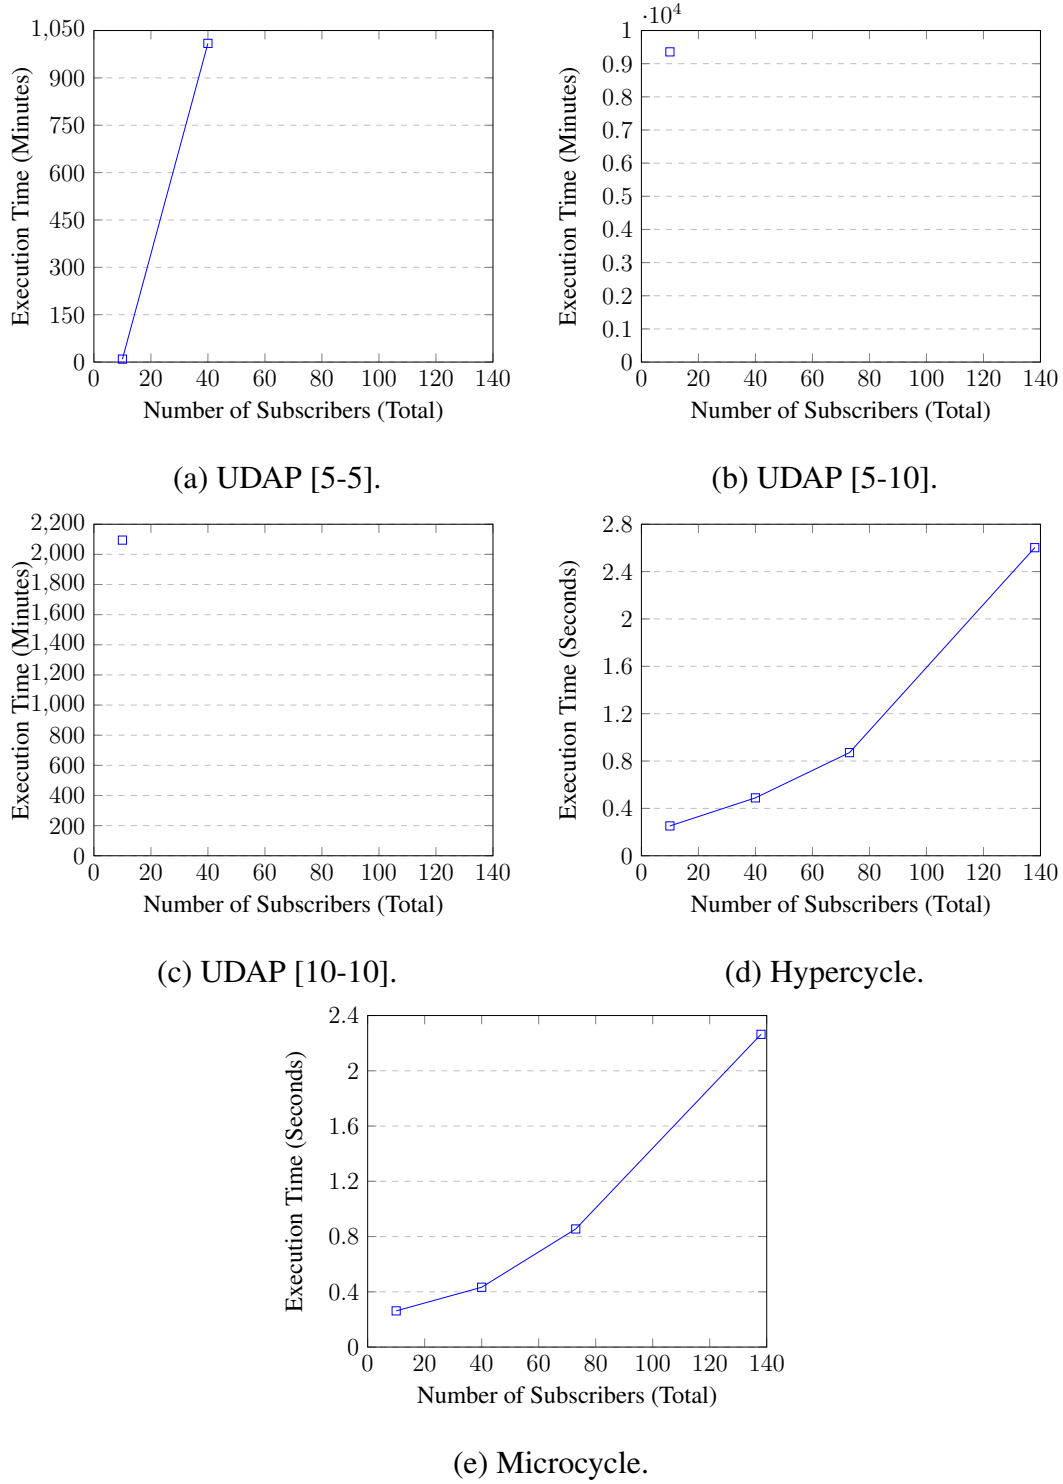 1,050
900
750
600
450
300
150
0
0 20 40 60 80 100 120 140
Execution Time (Minutes)
Number of Subscribers (Total)
(a) UDAP [5-5].
·10⁴
1
0.9
0.8
0.7
0.6
0.5
0.4
0.3
0.2
0.1
0
0 20 40 60 80 100 120 140
Execution Time (Minutes)
Number of Subscribers (Total)
(b) UDAP [5-10].
2,200
2,000
1,800
1,600
1,400
1,200
1,000
800
600
400
200
0
0 20 40 60 80 100 120 140
Execution Time (Minutes)
Number of Subscribers (Total)
(c) UDAP [10-10].
2.8
2.4
2
1.6
1.2
0.8
0.4
0
0 20 40 60 80 100 120 140
Execution Time (Seconds)
Number of Subscribers (Total)
(d) Hypercycle.
2.4
2
1.6
1.2
0.8
0.4
0
0 20 40 60 80 100 120 140
Execution Time (Seconds)
Number of Subscribers (Total)
(e) Microcycle.